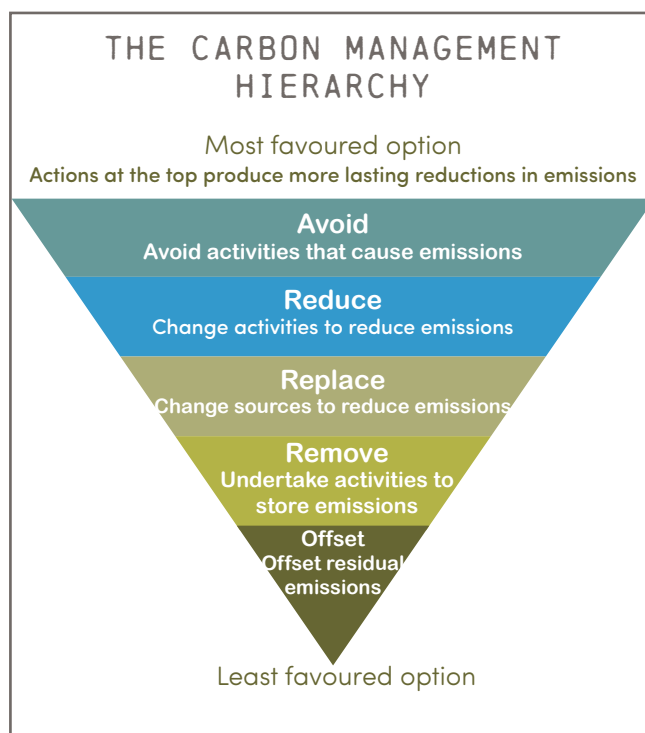 THE CARBON MANAGEMENT
HIERARCHY
Most favoured option
Actions at the top produce more lasting reductions in emissions
Avoid
Avoid activities that cause emissions
Reduce
Change activities to reduce emissions
Replace
Change sources to reduce emissions
Remove
Undertake activities to
store emissions
Offset
Offset residual
emissions
Least favoured option